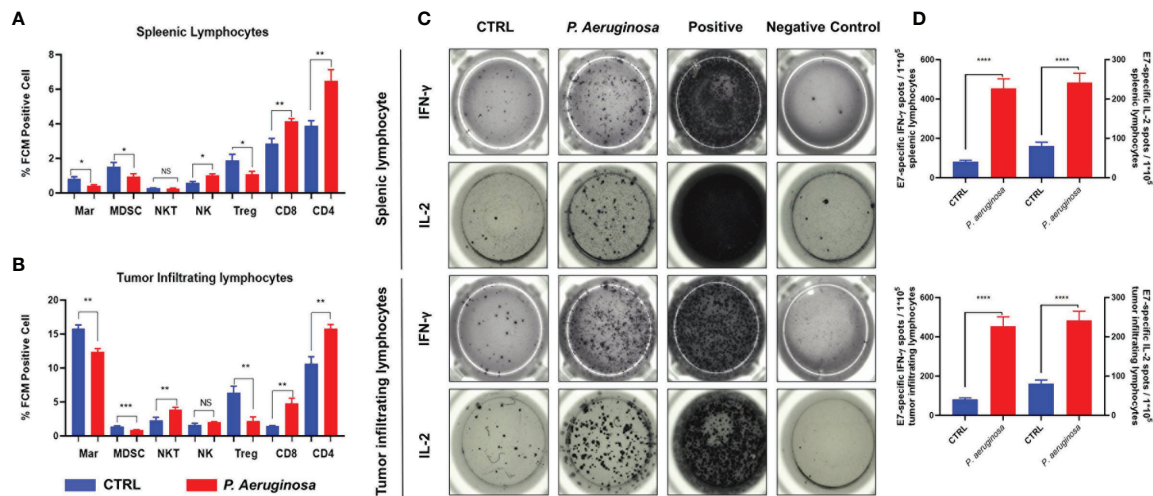 A
Spleenic Lymphocytes
% FCM Positive Cell
8
6
4
2
0
*
*
NS
*
*
**
**
Mar MDSC NKT NK Treg CD8 CD4
B
Tumor Infiltrating lymphocytes
% FCM Positive Cell
20
15
10
5
0
**
***
**
NS
**
**
**
Mar MDSC NKT NK Treg CD8 CD4
CTRL P. Aeruginosa
C
CTRL P. Aeruginosa Positive Negative Control
Splenic lymphocyte
IFN-γ
IL-2
Tumor infiltrating lymphocytes
IFN-γ
IL-2
D
E7-specific IFN-γ spots / 1*10⁵
spleenic lymphocytes
600
400
200
0
**** ****
300
200
100
0
E7-specific IL-2 spots / 1*10⁵
spleenic lymphocytes
CTRL P. aeruginosa CTRL P. aeruginosa
E7-specific IFN-γ spots / 1*10⁵
tumor infiltrating lymphocytes
600
400
200
0
**** ****
300
200
100
0
E7-specific IL-2 spots / 1*10⁵
tumor infiltrating lymphocytes
CTRL P. aeruginosa CTRL P. aeruginosa